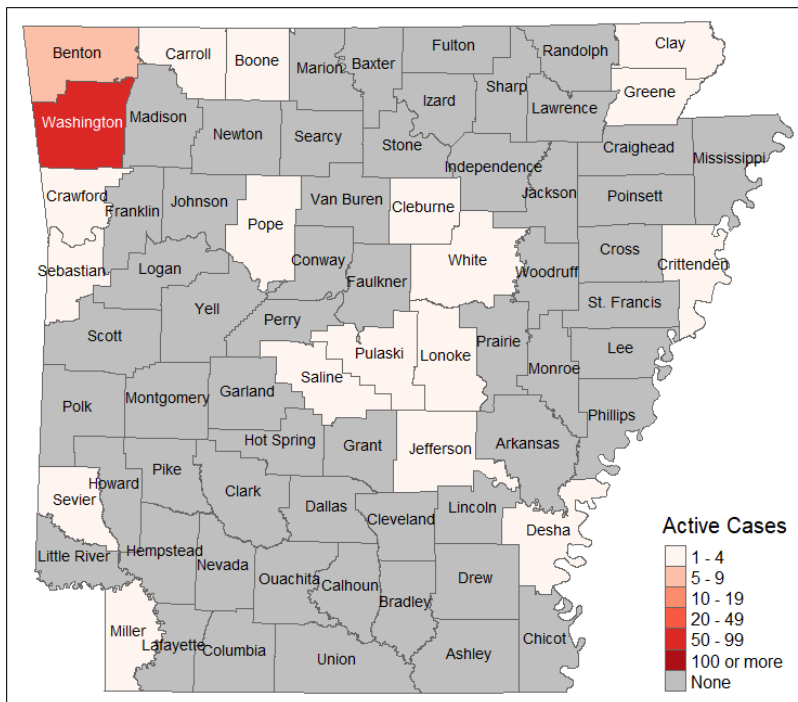 Benton
Carroll
Boone
Marion
Baxter
Fulton
Randolph
Clay
Sharp
Izard
Greene
Lawrence
Washington
Madison
Newton
Searcy
Stone
Independence
Craighead
Mississippi
Crawford
Franklin
Johnson
Pope
Van Buren
Cleburne
Jackson
Poinsett
Sebastian
Logan
Conway
Faulkner
White
Woodruff
Cross
Crittenden
St. Francis
Scott
Yell
Perry
Pulaski
Lonoke
Prairie
Monroe
Lee
Saline
Polk
Montgomery
Garland
Phillips
Hot Spring
Grant
Jefferson
Arkansas
Sevier
Howard
Pike
Clark
Dallas
Cleveland
Lincoln
Desha
Little River
Hempstead
Nevada
Ouachita
Calhoun
Bradley
Drew
Miller
Lafayette
Columbia
Union
Ashley
Chicot
Active Cases
1 - 4
5 - 9
10 - 19
20 - 49
50 - 99
100 or more
None